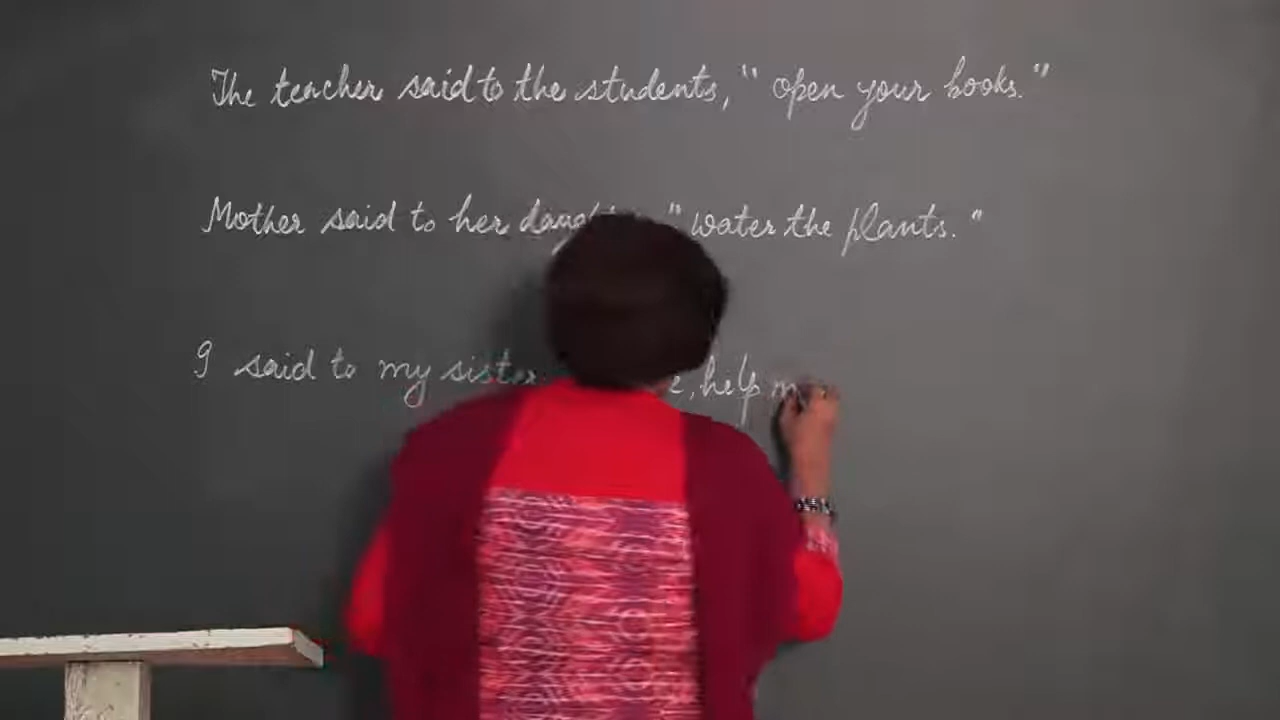 The teacher said to the students, " open your books."
Mother said to her " water the plants."
I said to my sister help